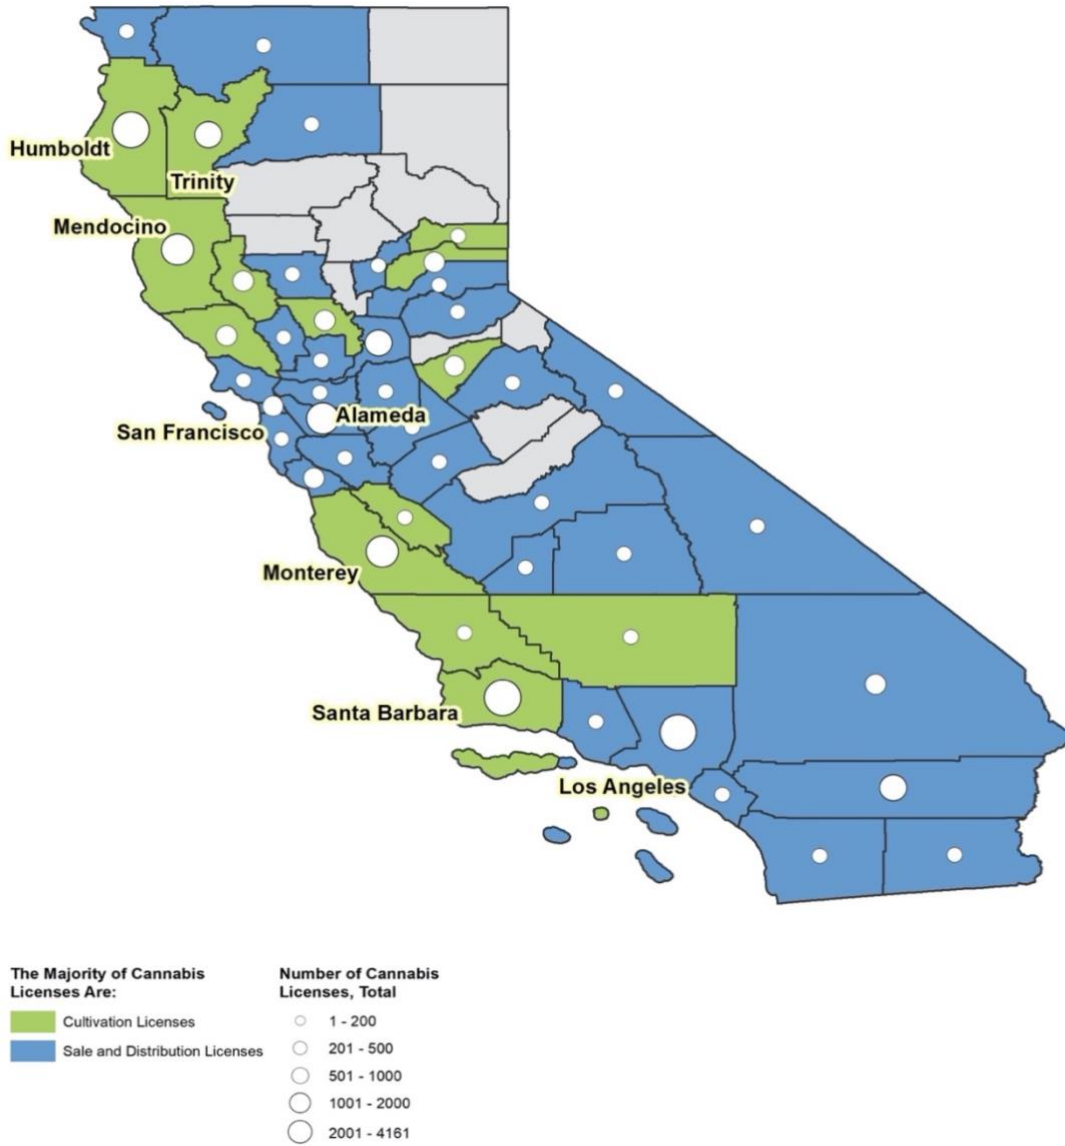 Humboldt
Trinity
Mendocino
Alameda
San Francisco
Monterey
Santa Barbara
Los Angeles
The Majority of Cannabis
Licenses Are:
Cultivation Licenses
Sale and Distribution Licenses
Number of Cannabis
Licenses, Total
1 - 200
201 - 500
501 - 1000
1001 - 2000
2001 - 4161